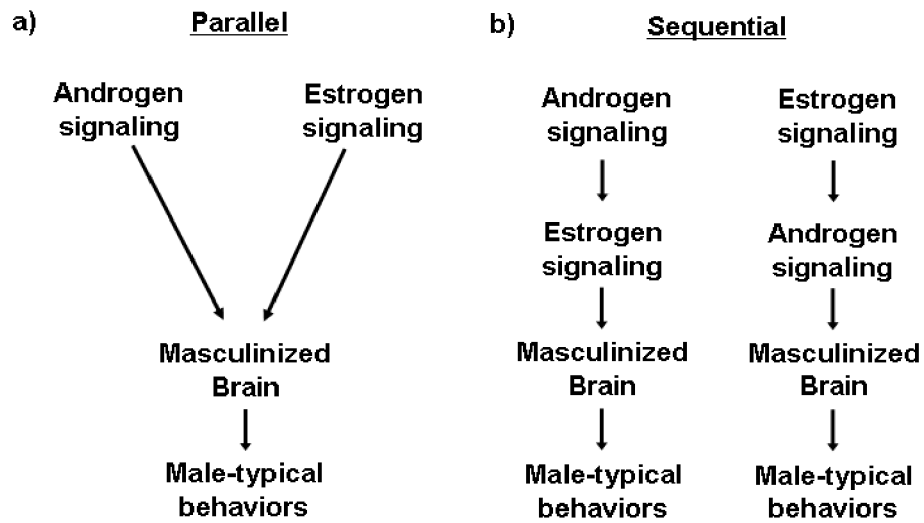 a)
Parallel
Androgen
signaling
Estrogen
signaling
Masculinized
Brain
Male-typical
behaviors
b)
Sequential
Androgen
signaling
Estrogen
signaling
Masculinized
Brain
Male-typical
behaviors
Estrogen
signaling
Androgen
signaling
Masculinized
Brain
Male-typical
behaviors